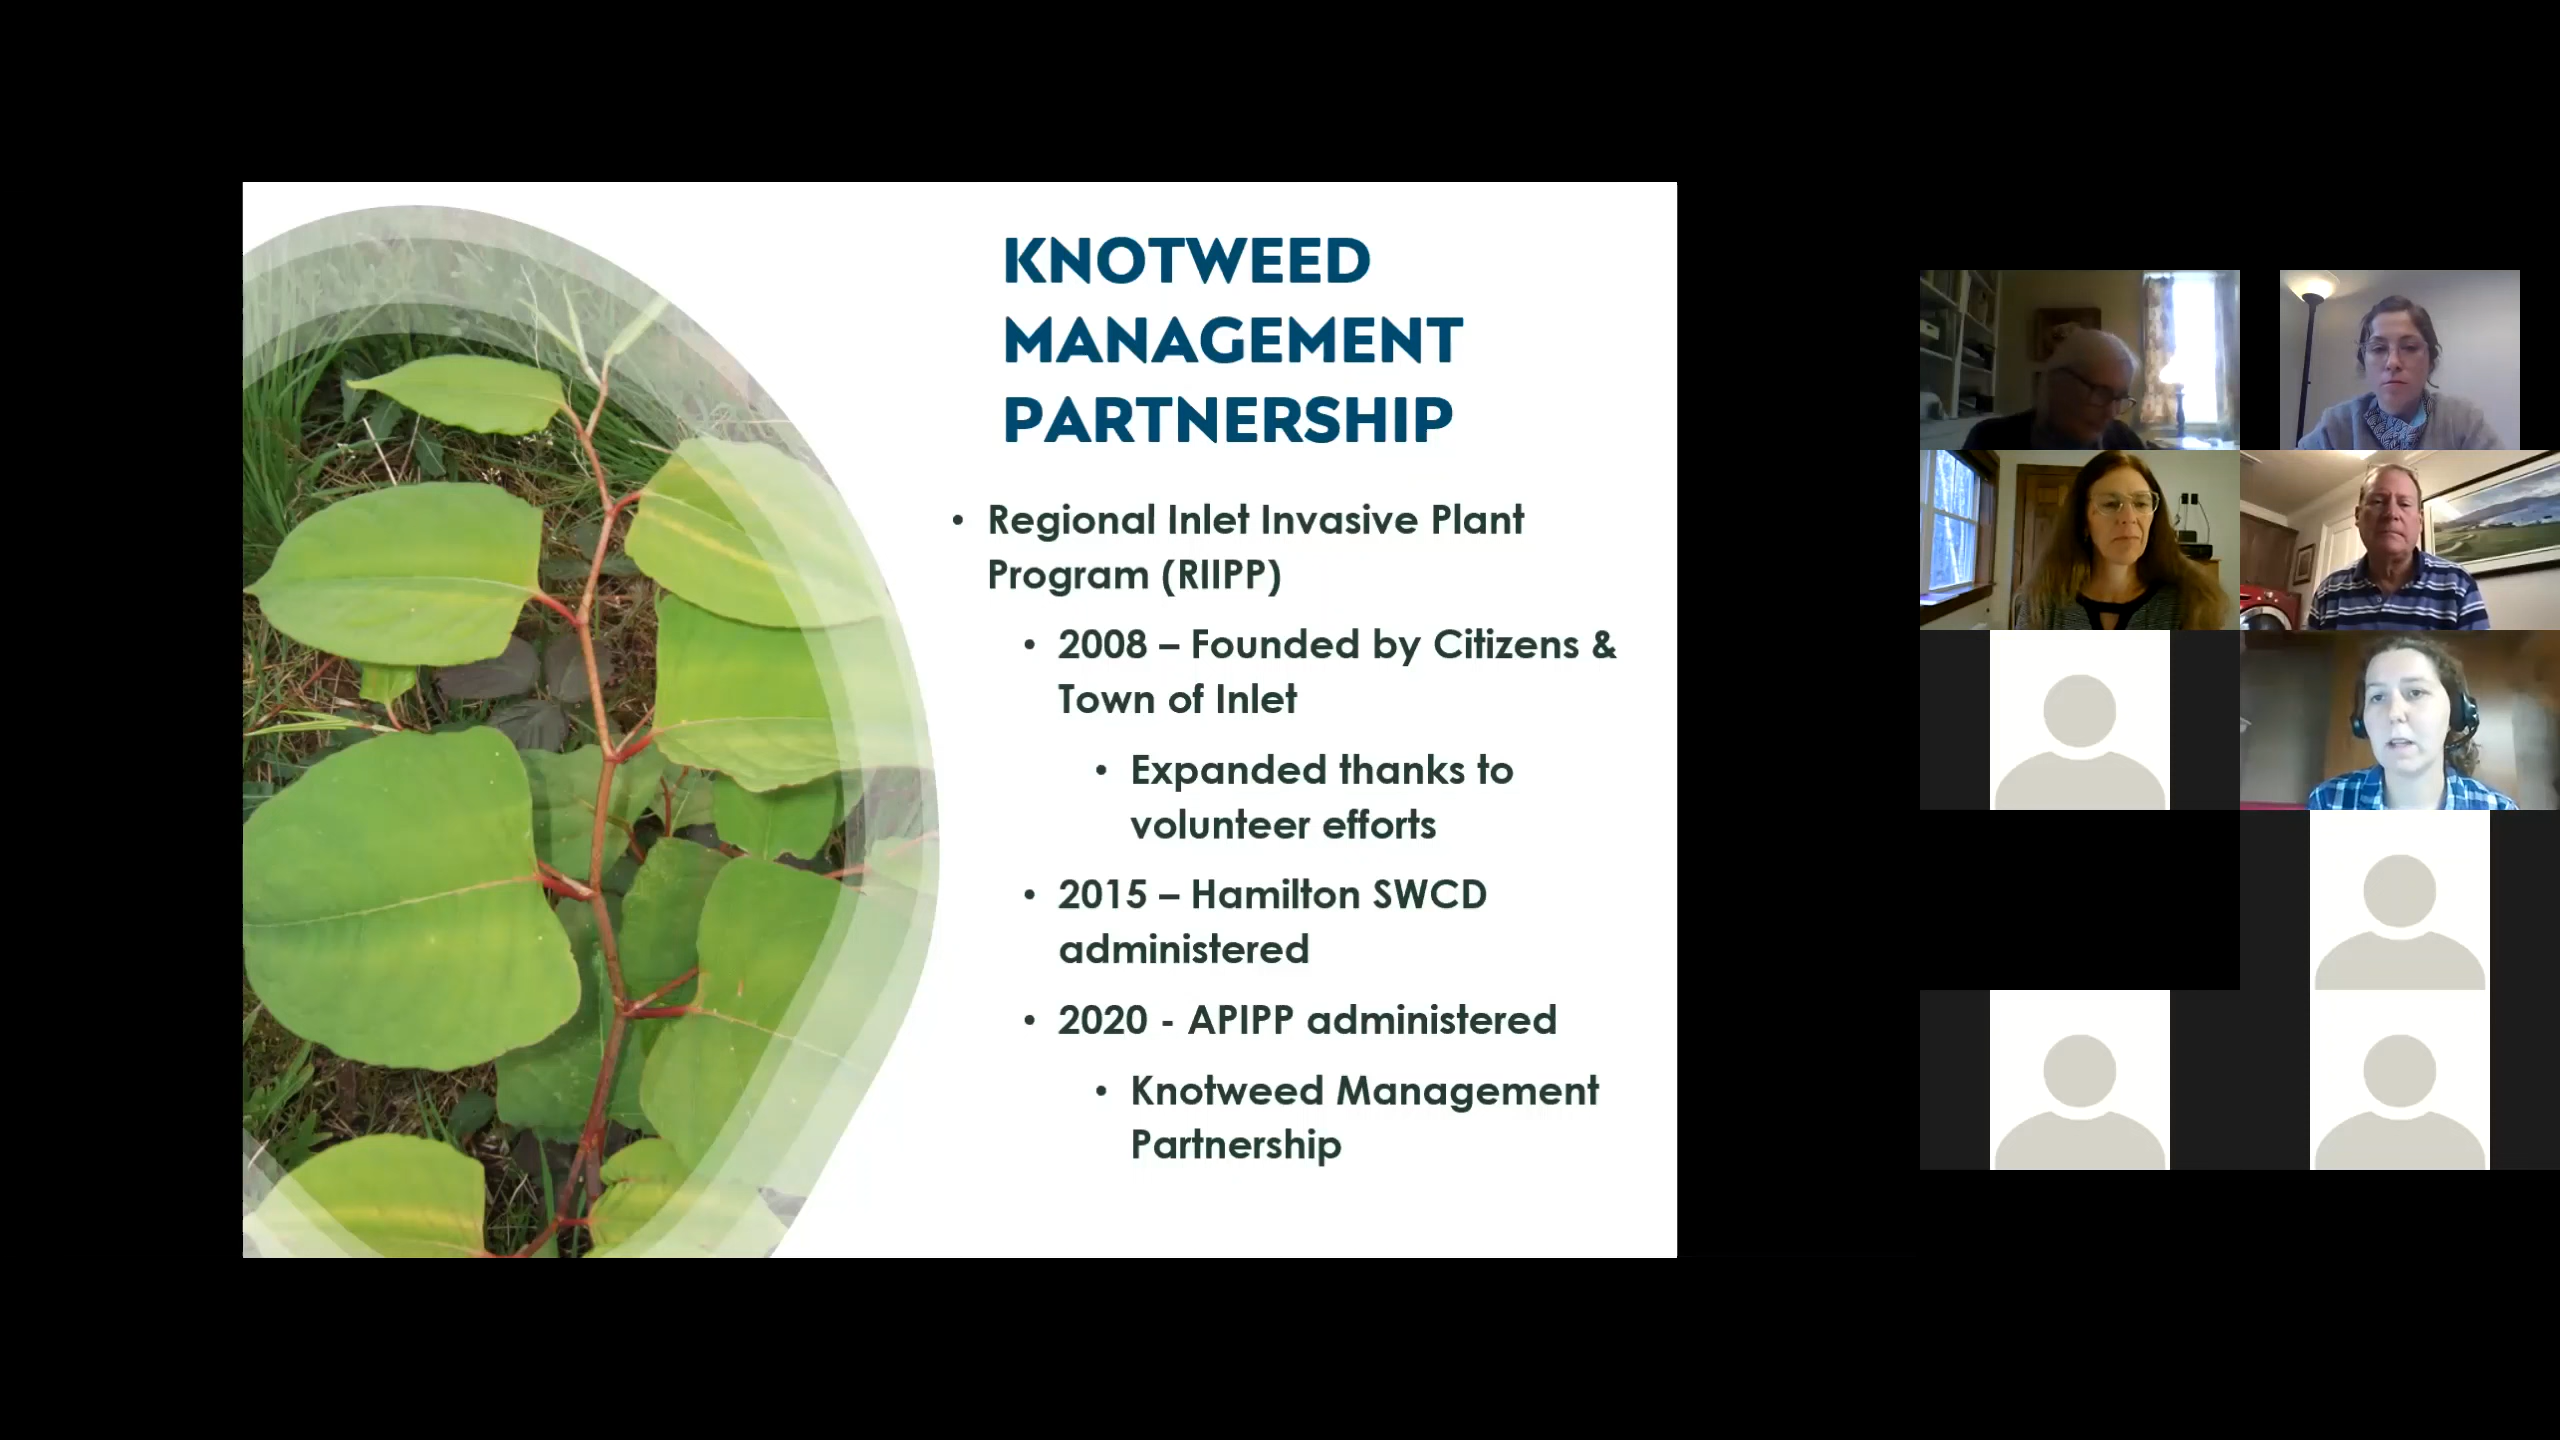 KNOTWEED
MANAGEMENT
PARTNERSHIP
• Regional Inlet Invasive Plant
Program (RIIPP)
• 2008 – Founded by Citizens &
Town of Inlet
• Expanded thanks to
volunteer efforts
• 2015 – Hamilton SWCD
administered
• 2020 - APIPP administered
• Knotweed Management
Partnership